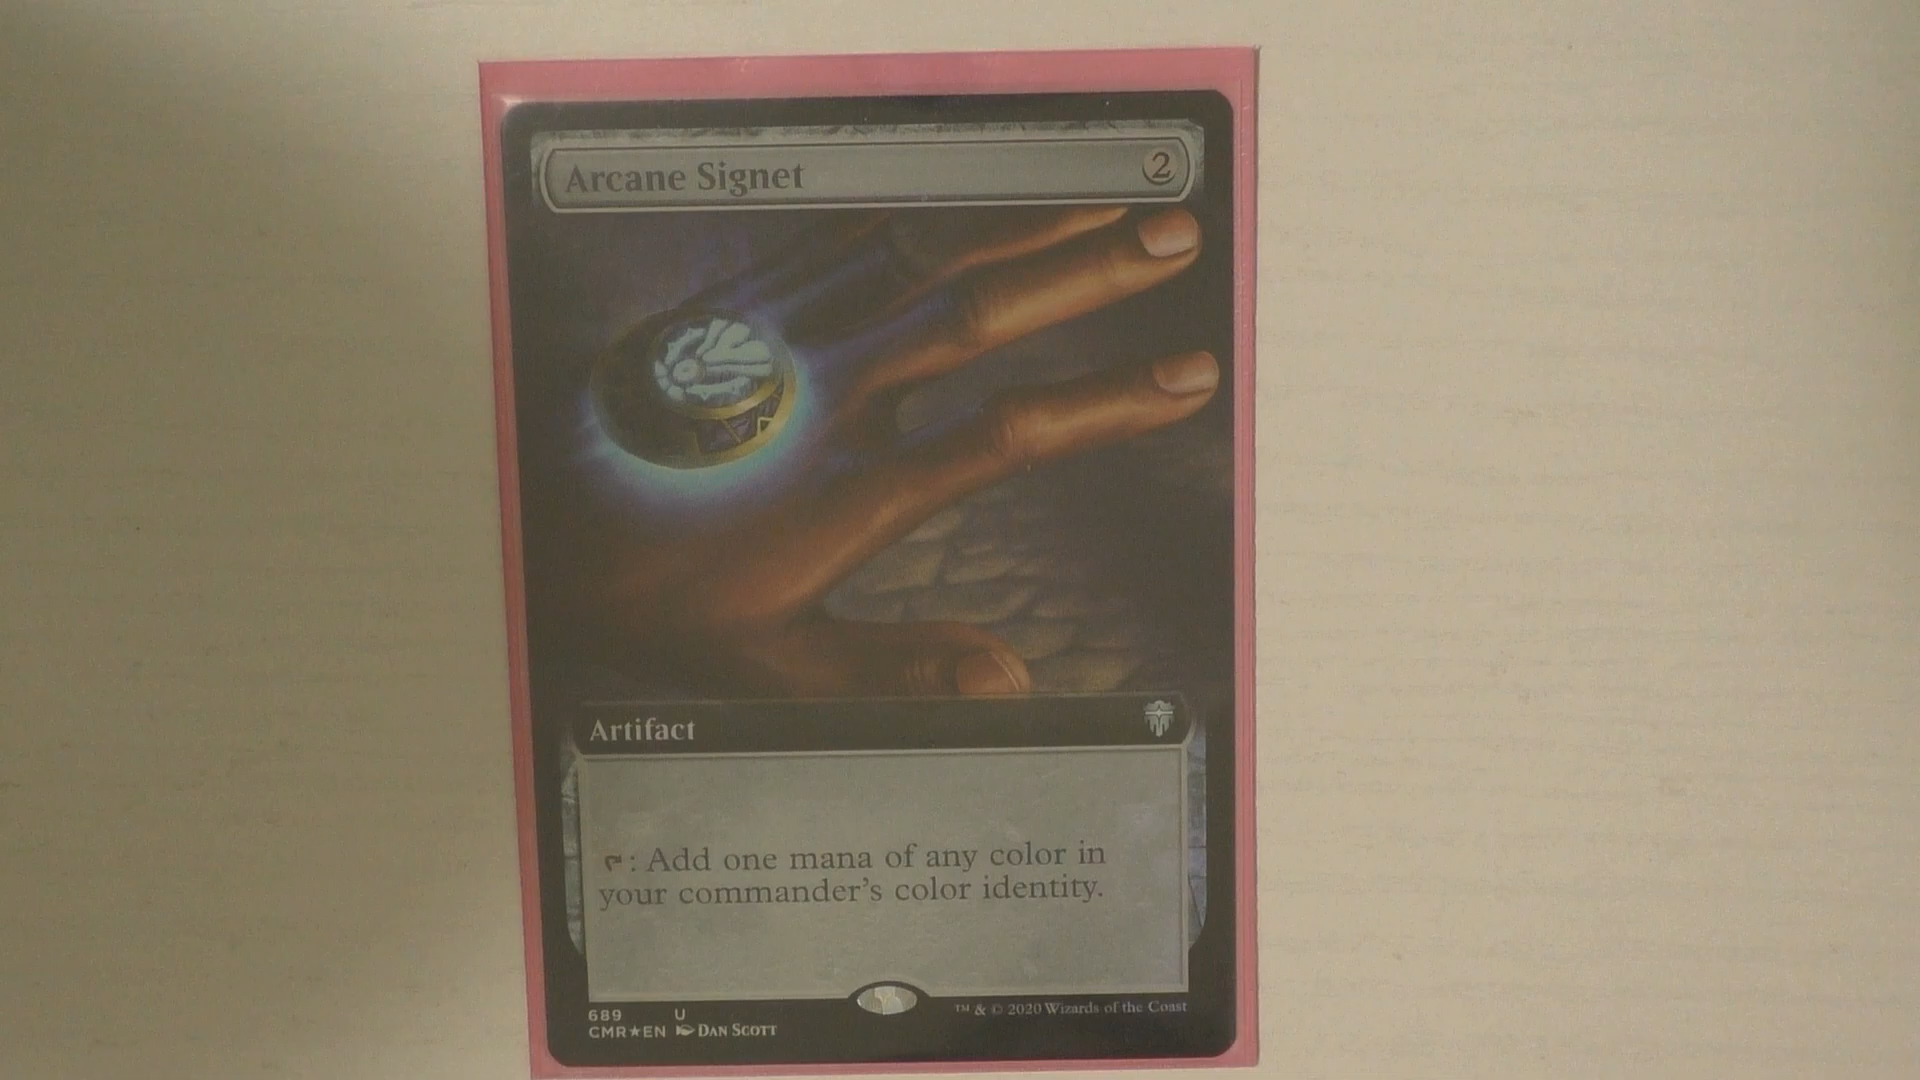 Arcane Signet 2
Artifact
: Add one mana of any color in
your commander's color identity.
689 U
CMR★EN Dan Scott
™ & © 2020 Wizards of the Coast